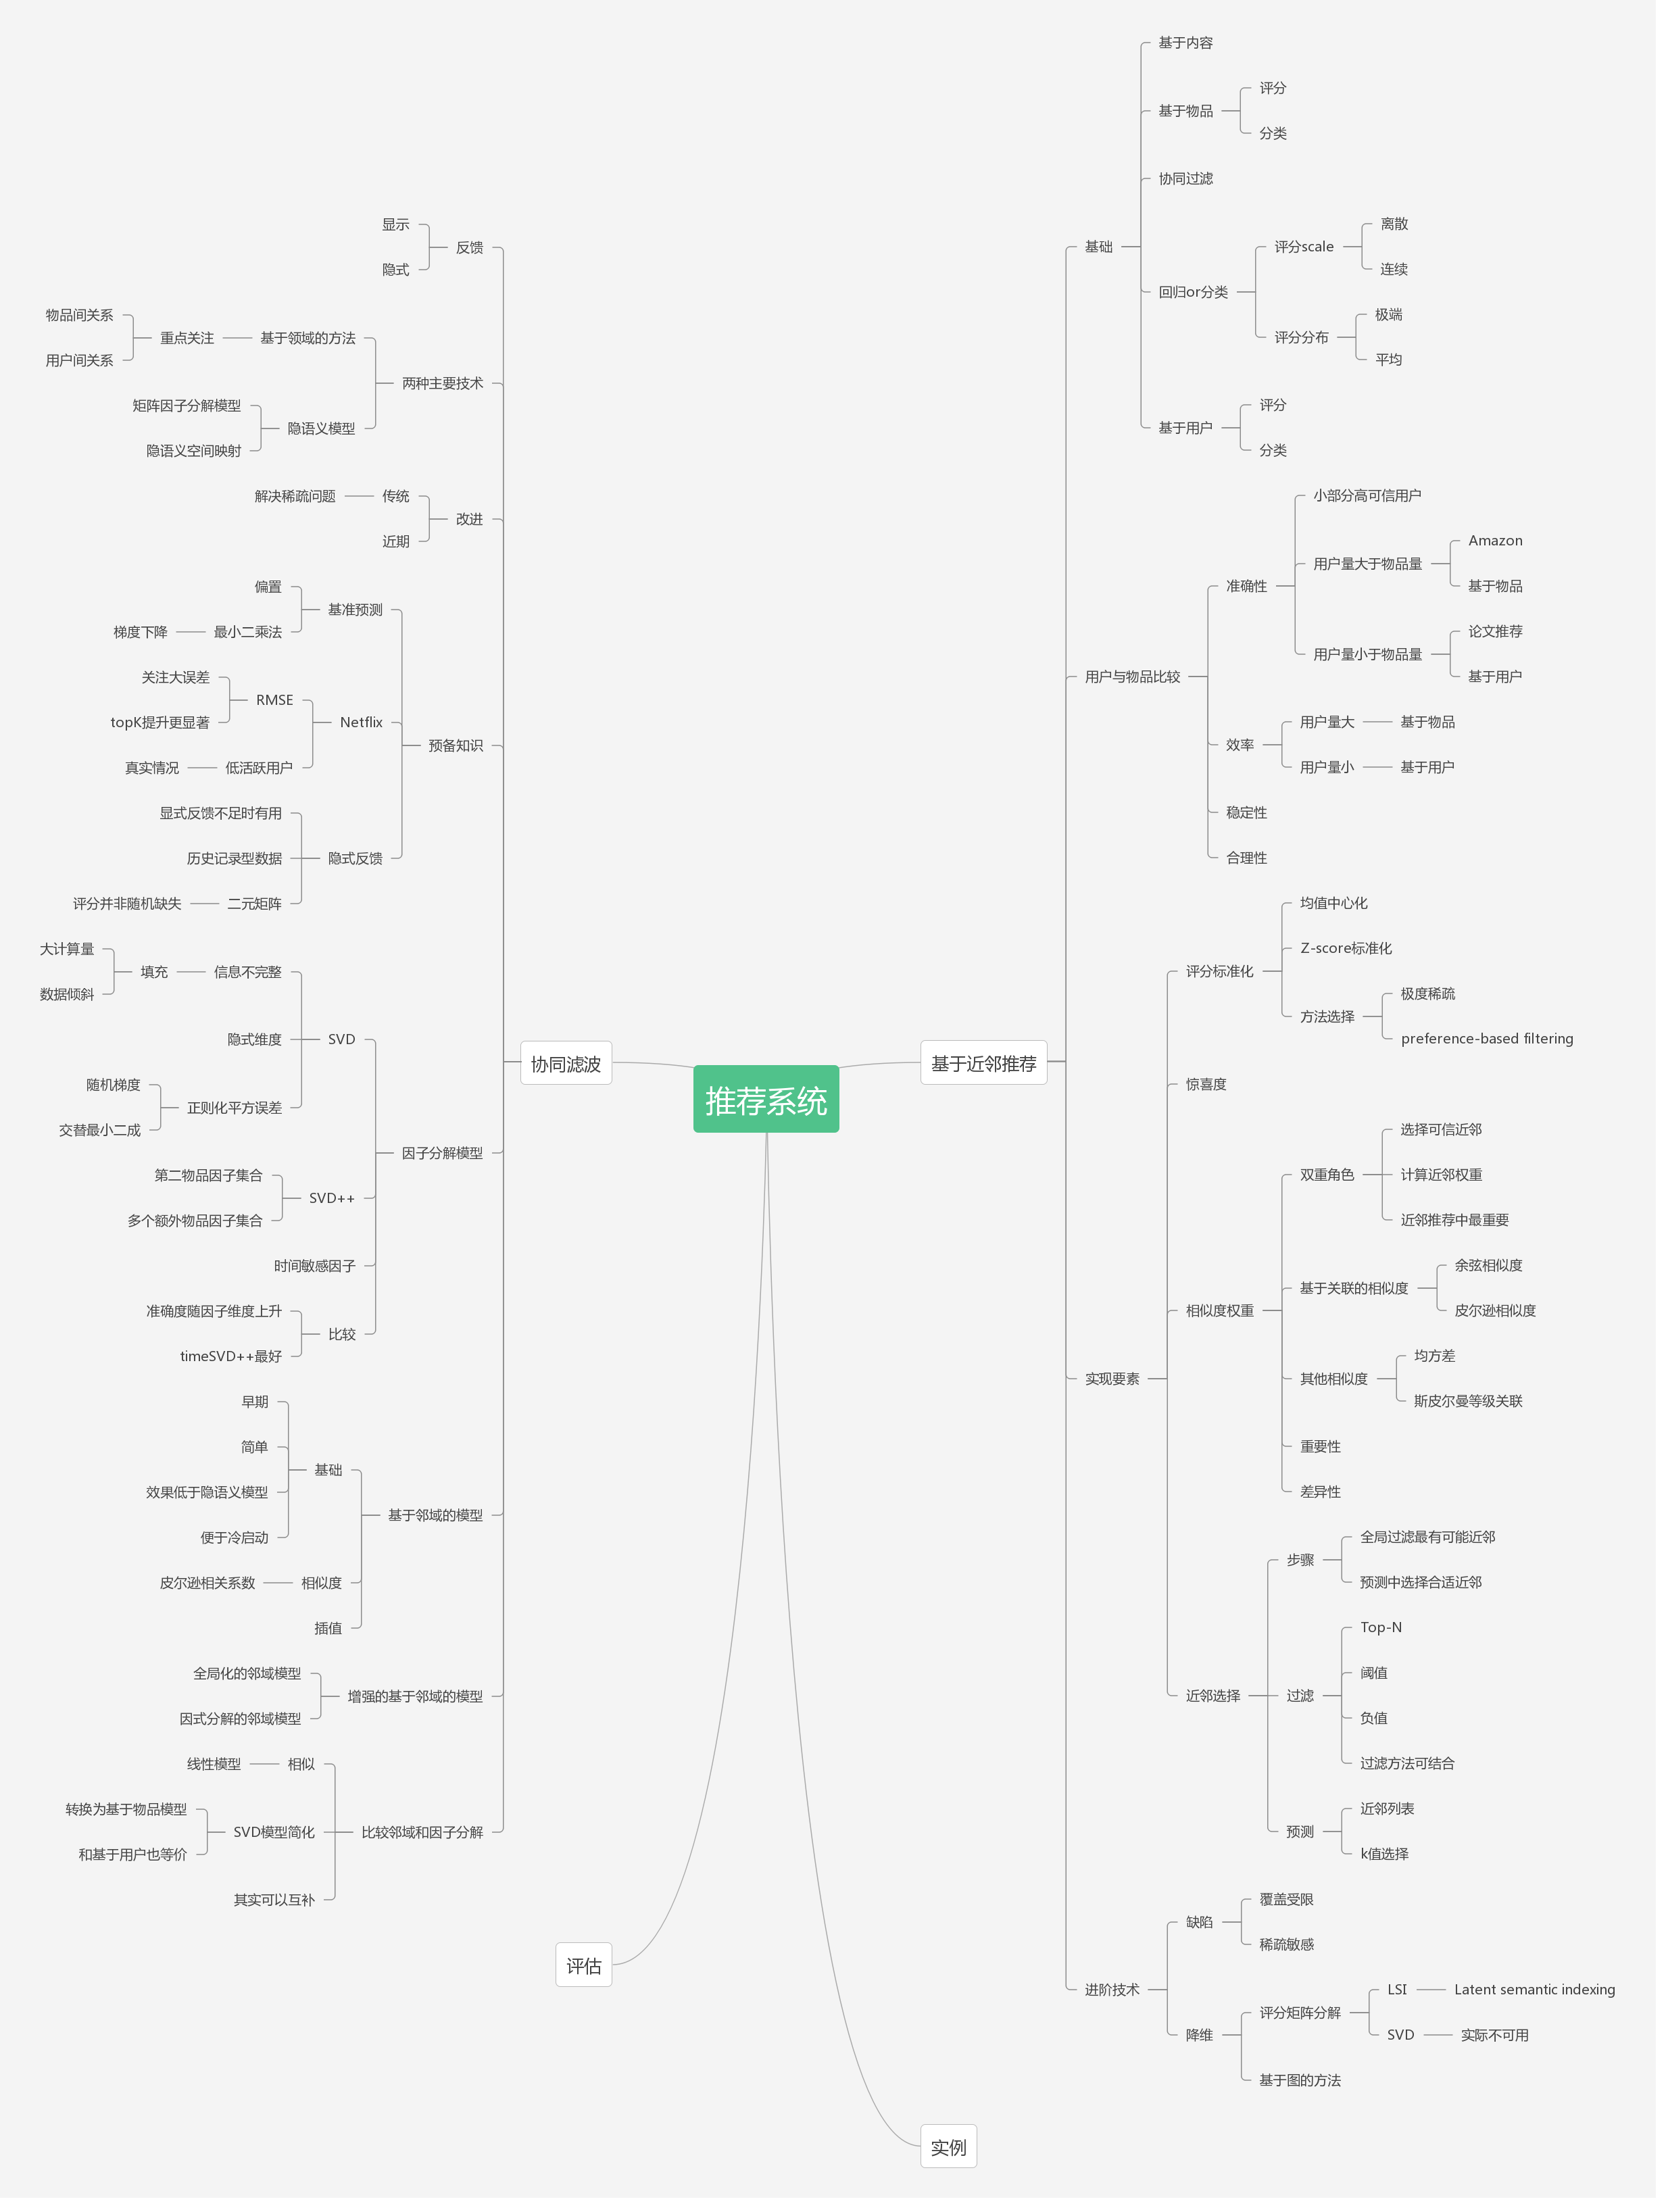 推荐系统
基于近邻推荐
基础
基于内容
基于物品
评分
分类
协同过滤
回归or分类
评分scale
离散
连续
评分分布
极端
平均
基于用户
评分
分类
用户与物品比较
准确性
小部分高可信用户
用户量大于物品量
Amazon
基于物品
用户量小于物品量
论文推荐
基于用户
效率
用户量大
基于物品
用户量小
基于用户
稳定性
合理性
实现要素
评分标准化
均值中心化
Z-score标准化
方法选择
极度稀疏
preference-based filtering
惊喜度
相似度权重
双重角色
选择可信近邻
计算近邻权重
近邻推荐中最重要
基于关联的相似度
余弦相似度
皮尔逊相似度
其他相似度
均方差
斯皮尔曼等级关联
重要性
差异性
近邻选择
步骤
全局过滤最有可能近邻
预测中选择合适近邻
过滤
Top-N
阈值
负值
过滤方法可结合
预测
近邻列表
k值选择
进阶技术
缺陷
覆盖受限
稀疏敏感
降维
评分矩阵分解
LSI
Latent semantic indexing
SVD
实际不可用
基于图的方法
实例
协同滤波
反馈
显示
隐式
两种主要技术
基于领域的方法
重点关注
物品间关系
用户间关系
隐语义模型
矩阵因子分解模型
隐语义空间映射
改进
传统
解决稀疏问题
近期
预备知识
基准预测
偏置
最小二乘法
梯度下降
Netflix
RMSE
关注大误差
topK提升更显著
低活跃用户
真实情况
隐式反馈
显式反馈不足时有用
历史记录型数据
二元矩阵
评分并非随机缺失
因子分解模型
SVD
信息不完整
填充
大计算量
数据倾斜
隐式维度
正则化平方误差
随机梯度
交替最小二成
SVD++
第二物品因子集合
多个额外物品因子集合
时间敏感因子
比较
准确度随因子维度上升
timeSVD++最好
基于邻域的模型
基础
早期
简单
效果低于隐语义模型
便于冷启动
相似度
皮尔逊相关系数
插值
增强的基于邻域的模型
全局化的邻域模型
因式分解的邻域模型
比较邻域和因子分解
相似
线性模型
SVD模型简化
转换为基于物品模型
和基于用户也等价
其实可以互补
评估